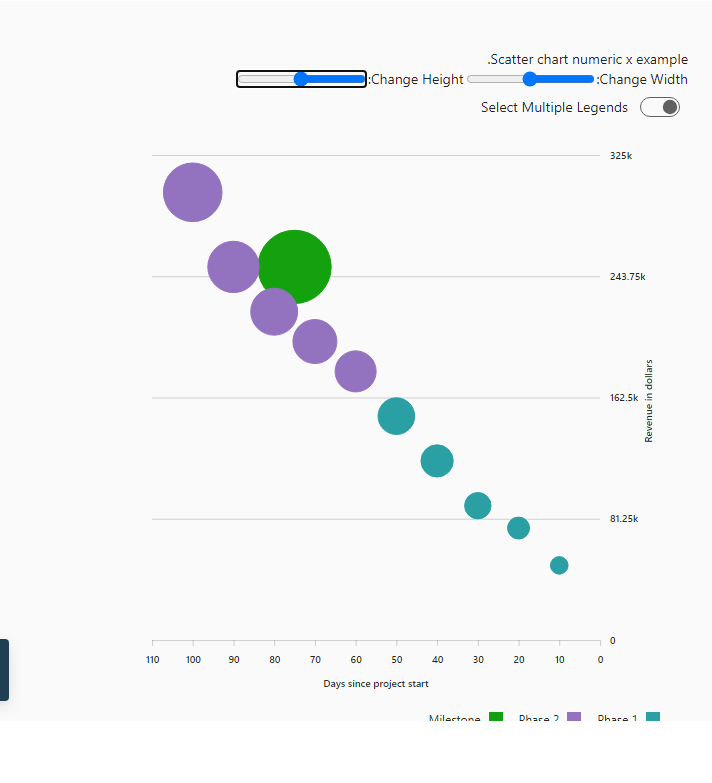 .Scatter chart numeric x example
:Change Width
:Change Height
Select Multiple Legends
325k
243.75k
162.5k
81.25k
0
Revenue in dollars
110 100 90 80 70 60 50 40 30 20 10 0
Days since project start
Milestone Phase 2 Phase 1